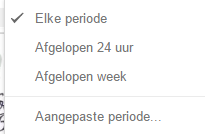 Elke periode
Afgelopen 24 uur
Afgelopen week
Aangepaste periode...